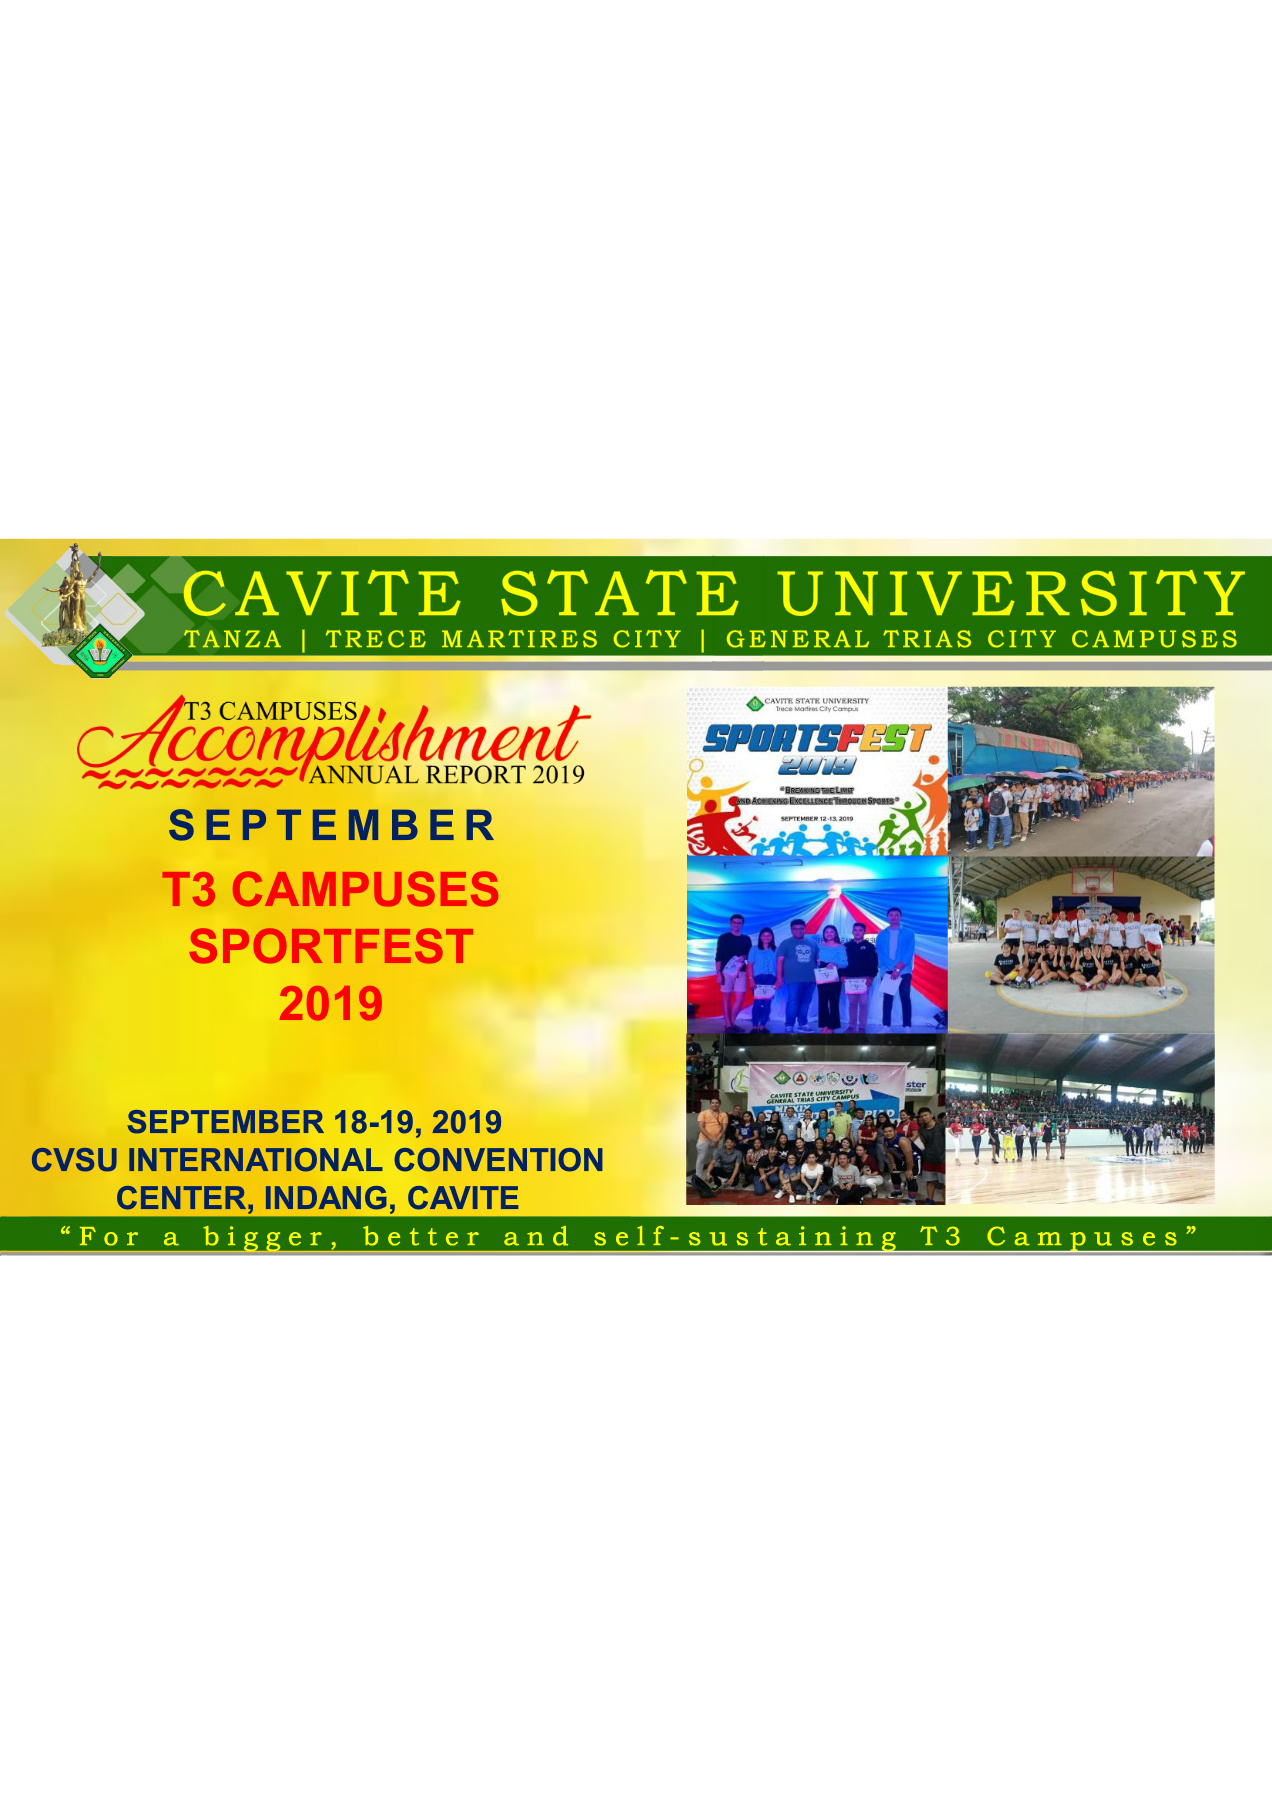 CAVITE STATE UNIVERSITY
TANZA | TRECE MARTIRES CITY | GENERAL TRIAS CITY CAMPUSES
T3 CAMPUSES
Accomplishment
ANNUAL REPORT 2019
SEPTEMBER
T3 CAMPUSES
SPORTFEST
2019
SEPTEMBER 18-19, 2019
CVSU INTERNATIONAL CONVENTION
CENTER, INDANG, CAVITE
CAVITE STATE UNIVERSITY
Trece Martires City Campus
SPORTSFEST
2019
"BREAKING THE LIMIT
AND ACHIEVING EXCELLENCE THROUGH SPORTS"
SEPTEMBER 12-13, 2019
CAVITE STATE UNIVERSITY
GENERAL TRIAS CITY CAMPUS
“For a bigger, better and self-sustaining T3 Campuses”